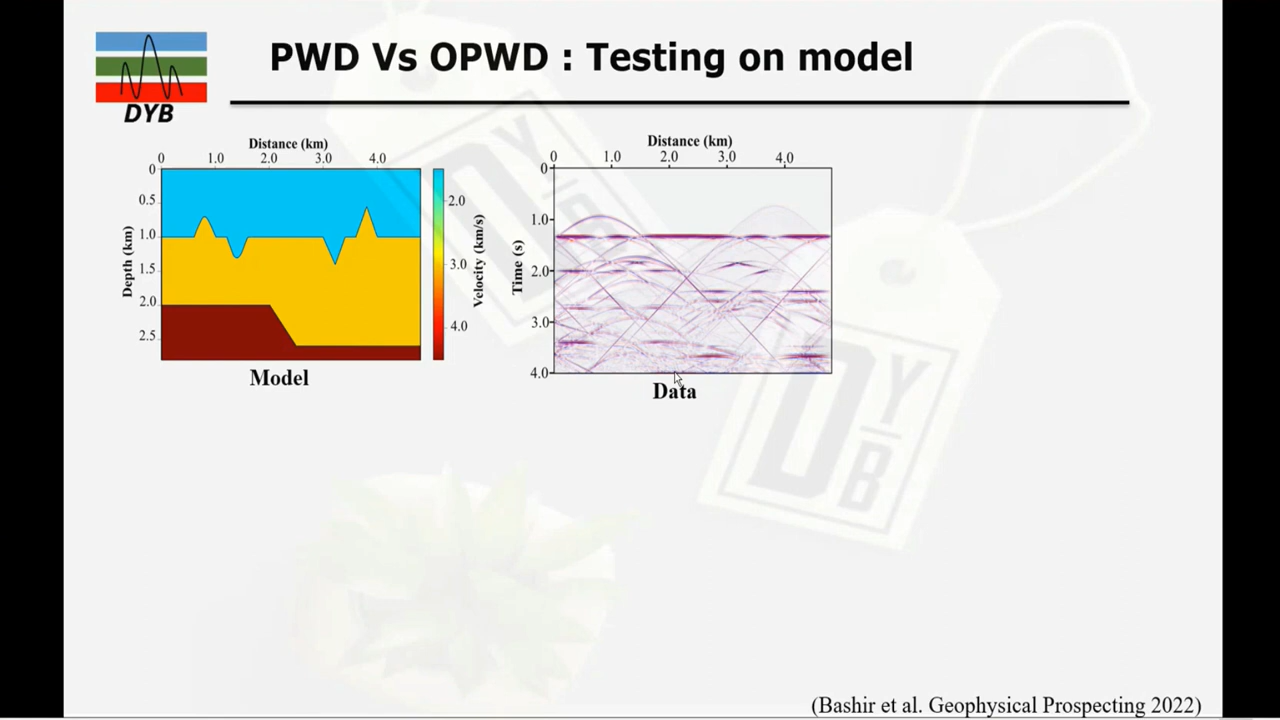 PWD Vs OPWD : Testing on model
DYB
Distance (km)
0 1.0 2.0 3.0 4.0
Depth (km)
0
0.5
1.0
1.5
2.0
2.5
2.0
3.0
4.0
Velocity (km/s)
Model
Distance (km)
0 1.0 2.0 3.0 4.0
Time (s)
0
1.0
2.0
3.0
4.0
Data
DYB
DYB
(Bashir et al. Geophysical Prospecting 2022)